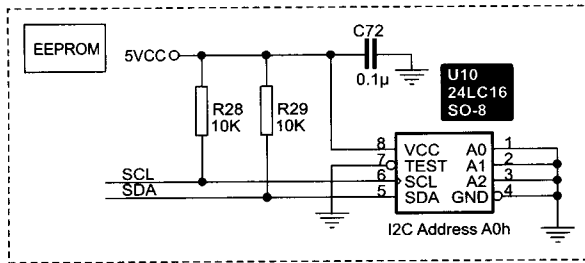 EEPROM
5VCC
C72
0.1µ
U10
24LC16
SO-8
R28
10K
R29
10K
8 VCC A0 1
7 TEST A1 2
6 SCL A2 3
5 SDA GND 4
SCL
SDA
I2C Address A0h